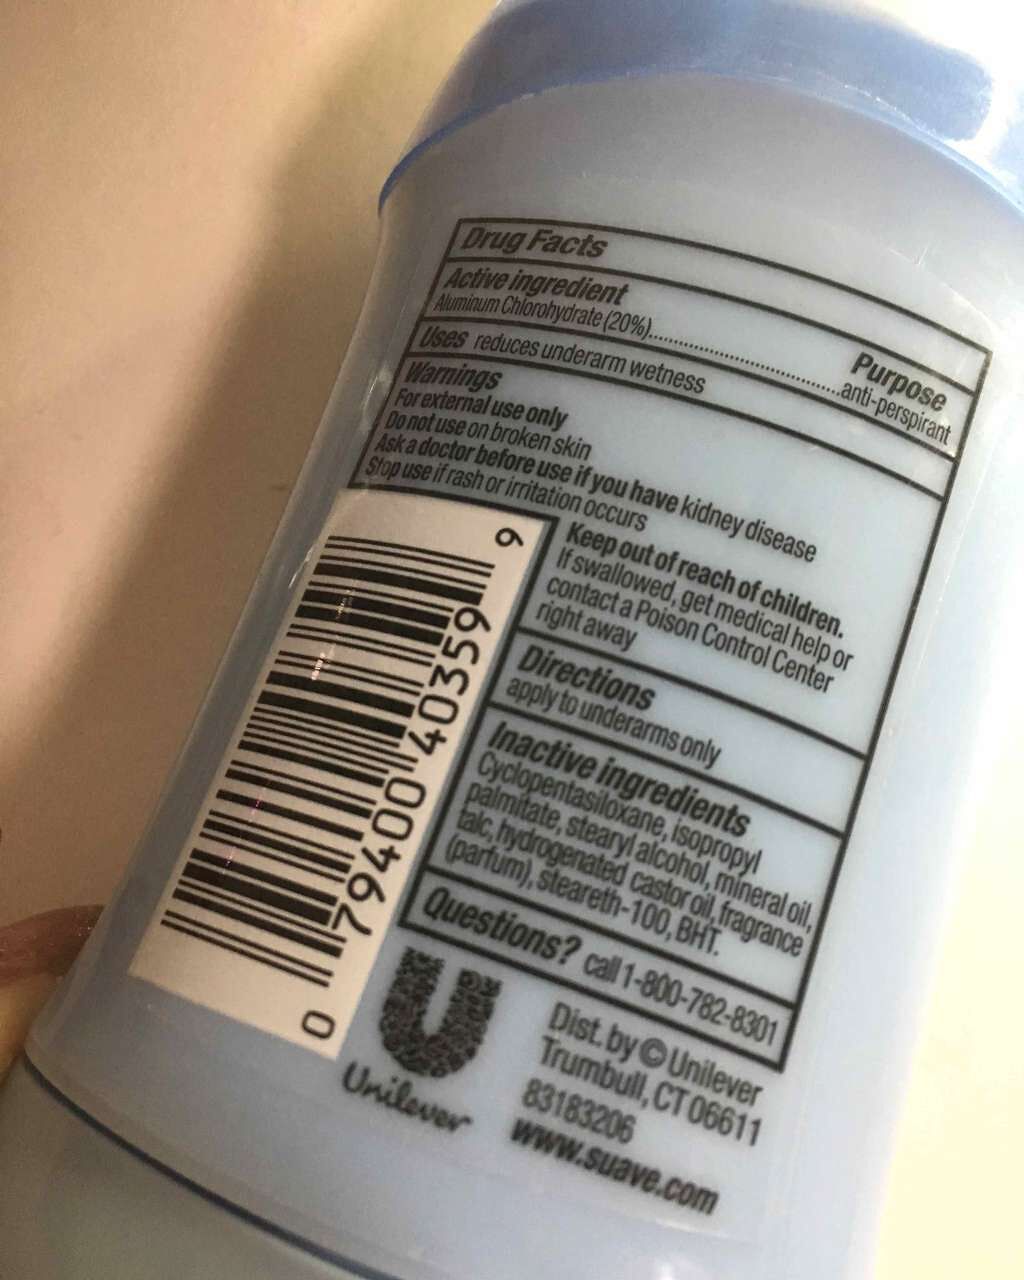 Drug Facts
Active ingredient
Purpose
Aluminum Chlorohydrate (20%)...........................................anti-perspirant
Uses reduces underarm wetness
Warnings
For external use only
Do not use on broken skin
Ask a doctor before use if you have kidney disease
Stop use if rash or irritation occurs
Keep out of reach of children.
If swallowed, get medical help or
contact a Poison Control Center
right away
Directions
apply to underarms only
Inactive ingredients
Cyclopentasiloxane, isopropyl
palmitate, stearyl alcohol, mineral oil,
talc, hydrogenated castor oil, fragrance
(parfum), steareth-100, BHT.
Questions? call 1-800-782-8301
0 79400 40359 9
Unilever
Dist. by © Unilever
Trumbull, CT 06611
83183206
www.suave.com